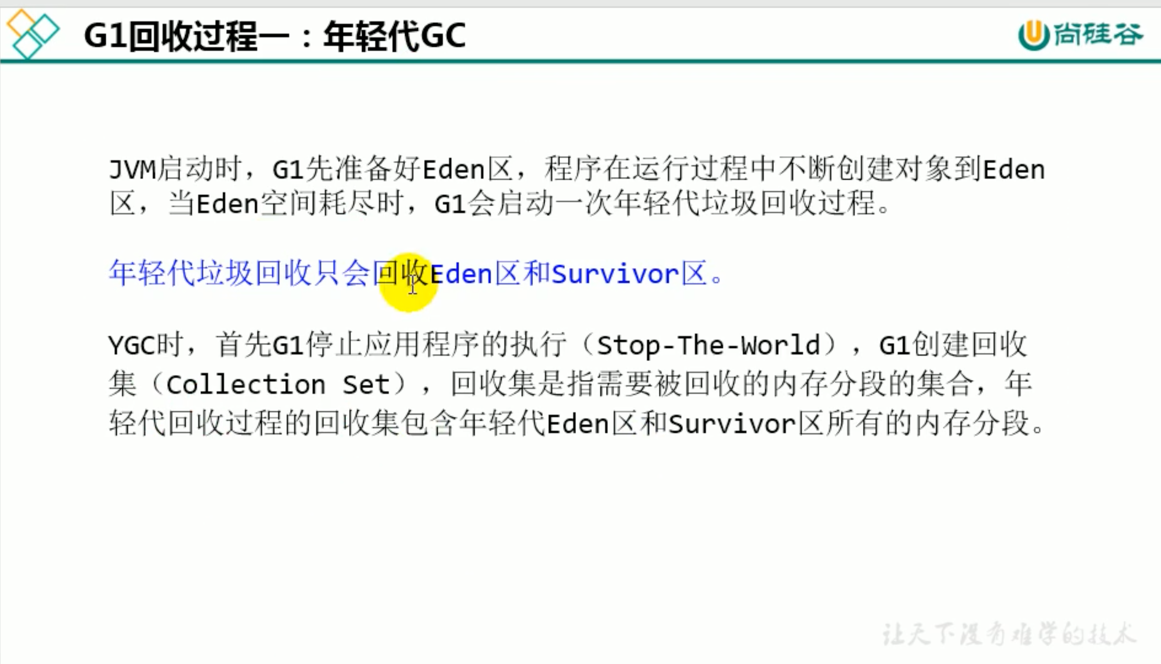 G1回收过程一：年轻代GC
尚硅谷
JVM启动时，G1先准备好Eden区，程序在运行过程中不断创建对象到Eden
区，当Eden空间耗尽时，G1会启动一次年轻代垃圾回收过程。
年轻代垃圾回收只会回收Eden区和Survivor区。
YGC时，首先G1停止应用程序的执行（Stop-The-World），G1创建回收
集（Collection Set），回收集是指需要被回收的内存分段的集合，年
轻代回收过程的回收集包含年轻代Eden区和Survivor区所有的内存分段。
让天下没有难学的技术